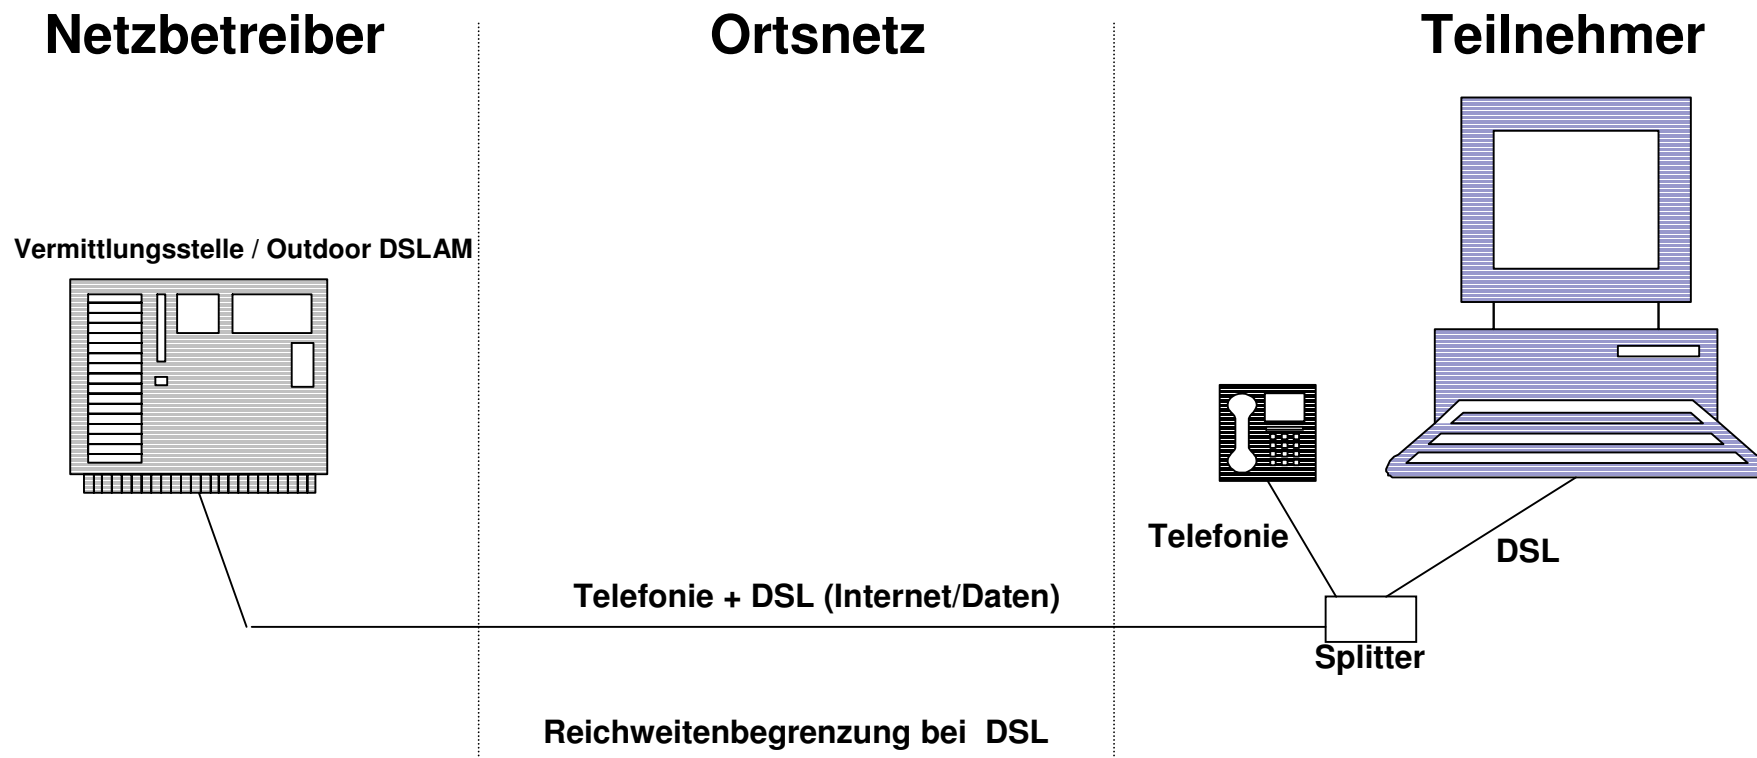 Netzbetreiber
Ortsnetz
Teilnehmer
Vermittlungsstelle / Outdoor DSLAM
Telefonie
DSL
Telefonie + DSL (Internet/Daten)
Splitter
Reichweitenbegrenzung bei DSL